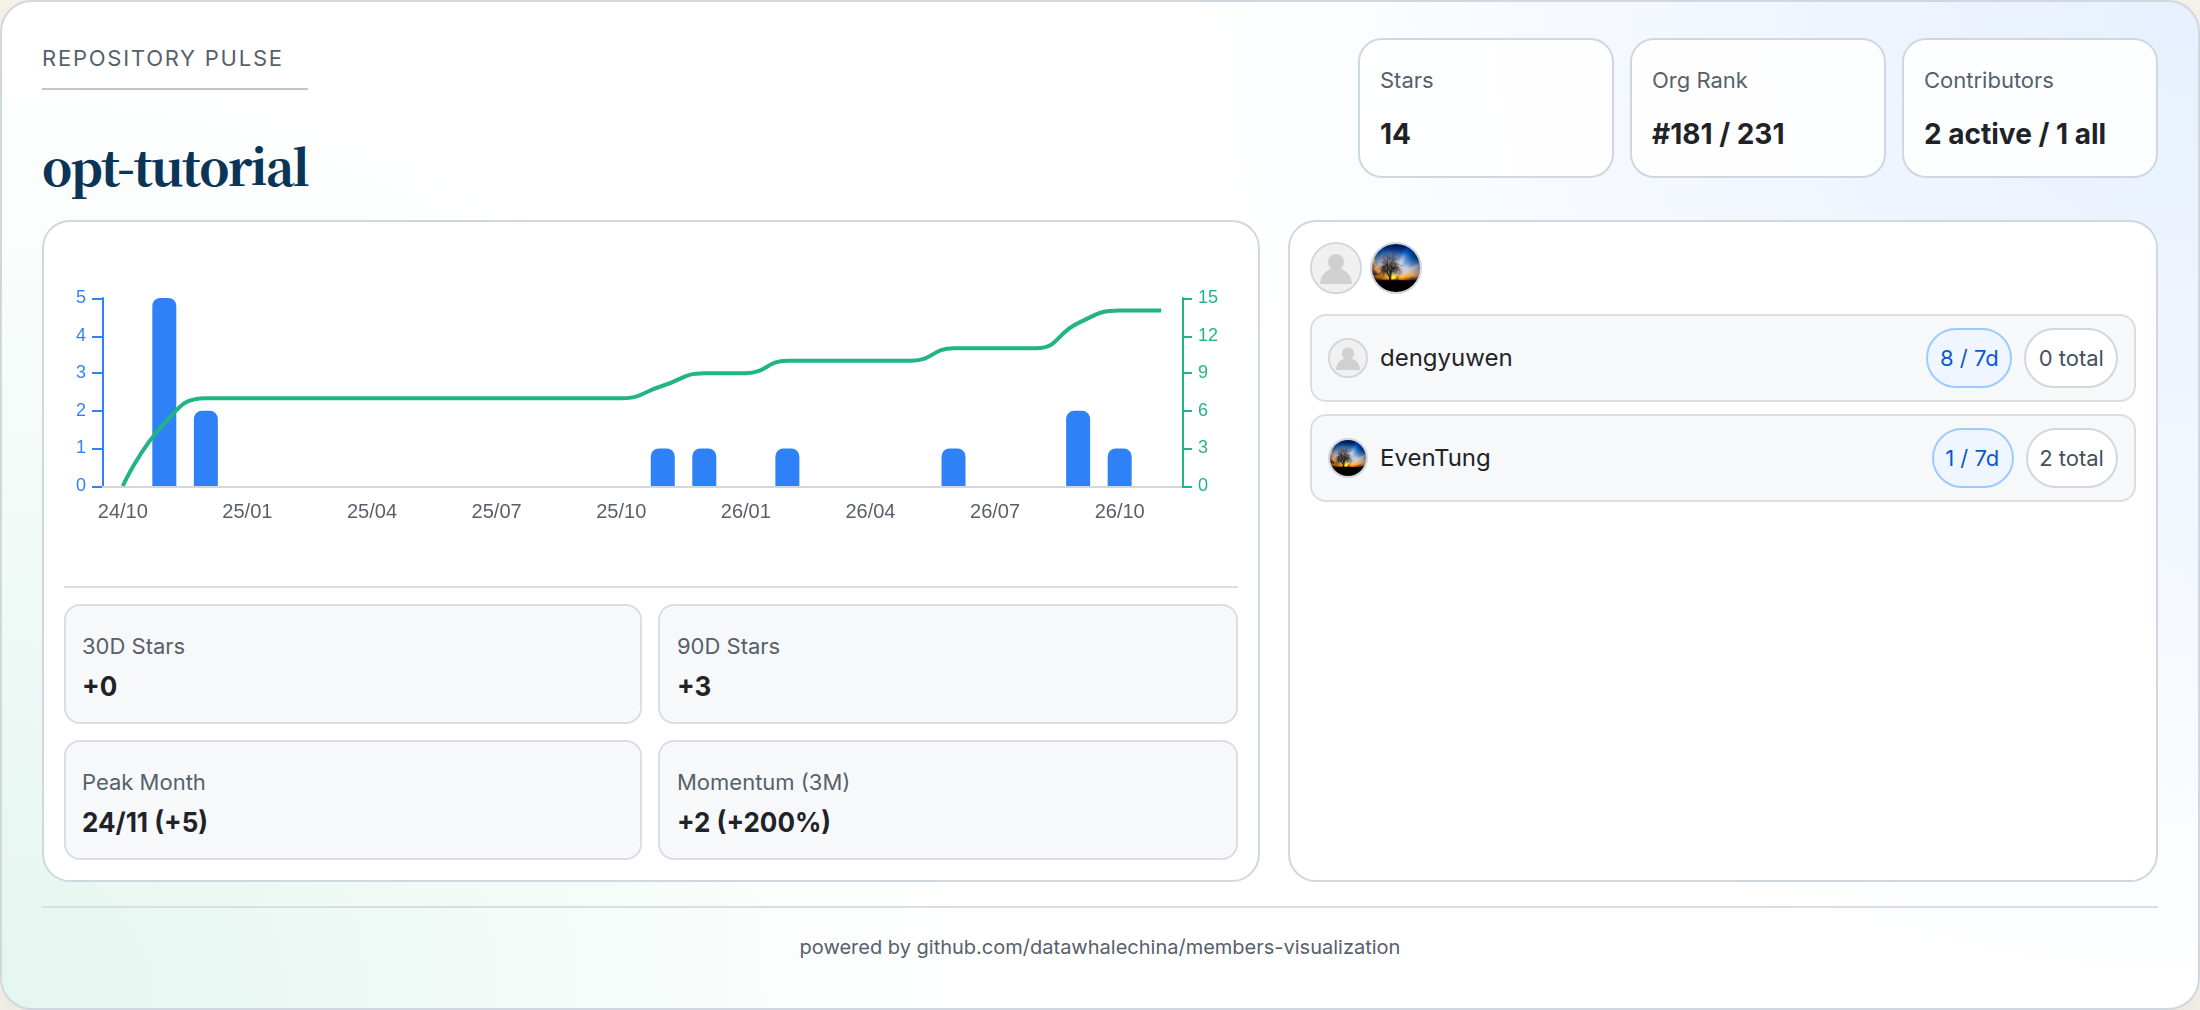 REPOSITORY PULSE
opt-tutorial
Stars
14
Org Rank
#181 / 231
Contributors
2 active / 1 all
5
4
3
2
1
0
15
12
9
6
3
0
24/10 25/01 25/04 25/07 25/10 26/01 26/04 26/07 26/10
30D Stars
+0
90D Stars
+3
Peak Month
24/11 (+5)
Momentum (3M)
+2 (+200%)
dengyuwen 8 / 7d 0 total
EvenTung 1 / 7d 2 total
powered by github.com/datawhalechina/members-visualization